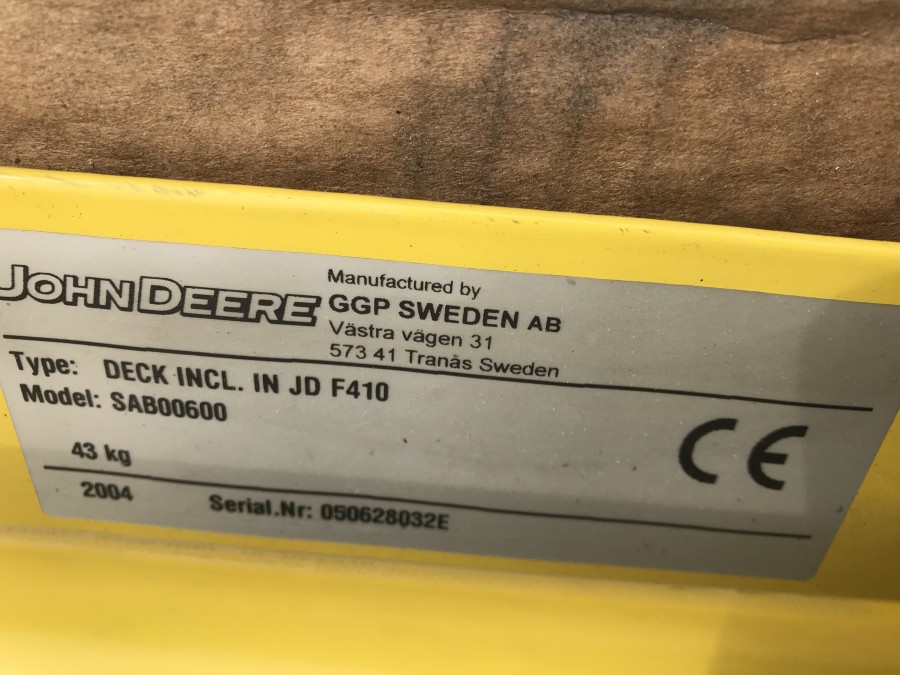 JOHN DEERE
Manufactured by
GGP SWEDEN AB
Västra vägen 31
573 41 Tranås Sweden
Type: DECK INCL. IN JD F410
Model: SAB00600
43 kg
CE
2004 Serial.Nr: 050628032E